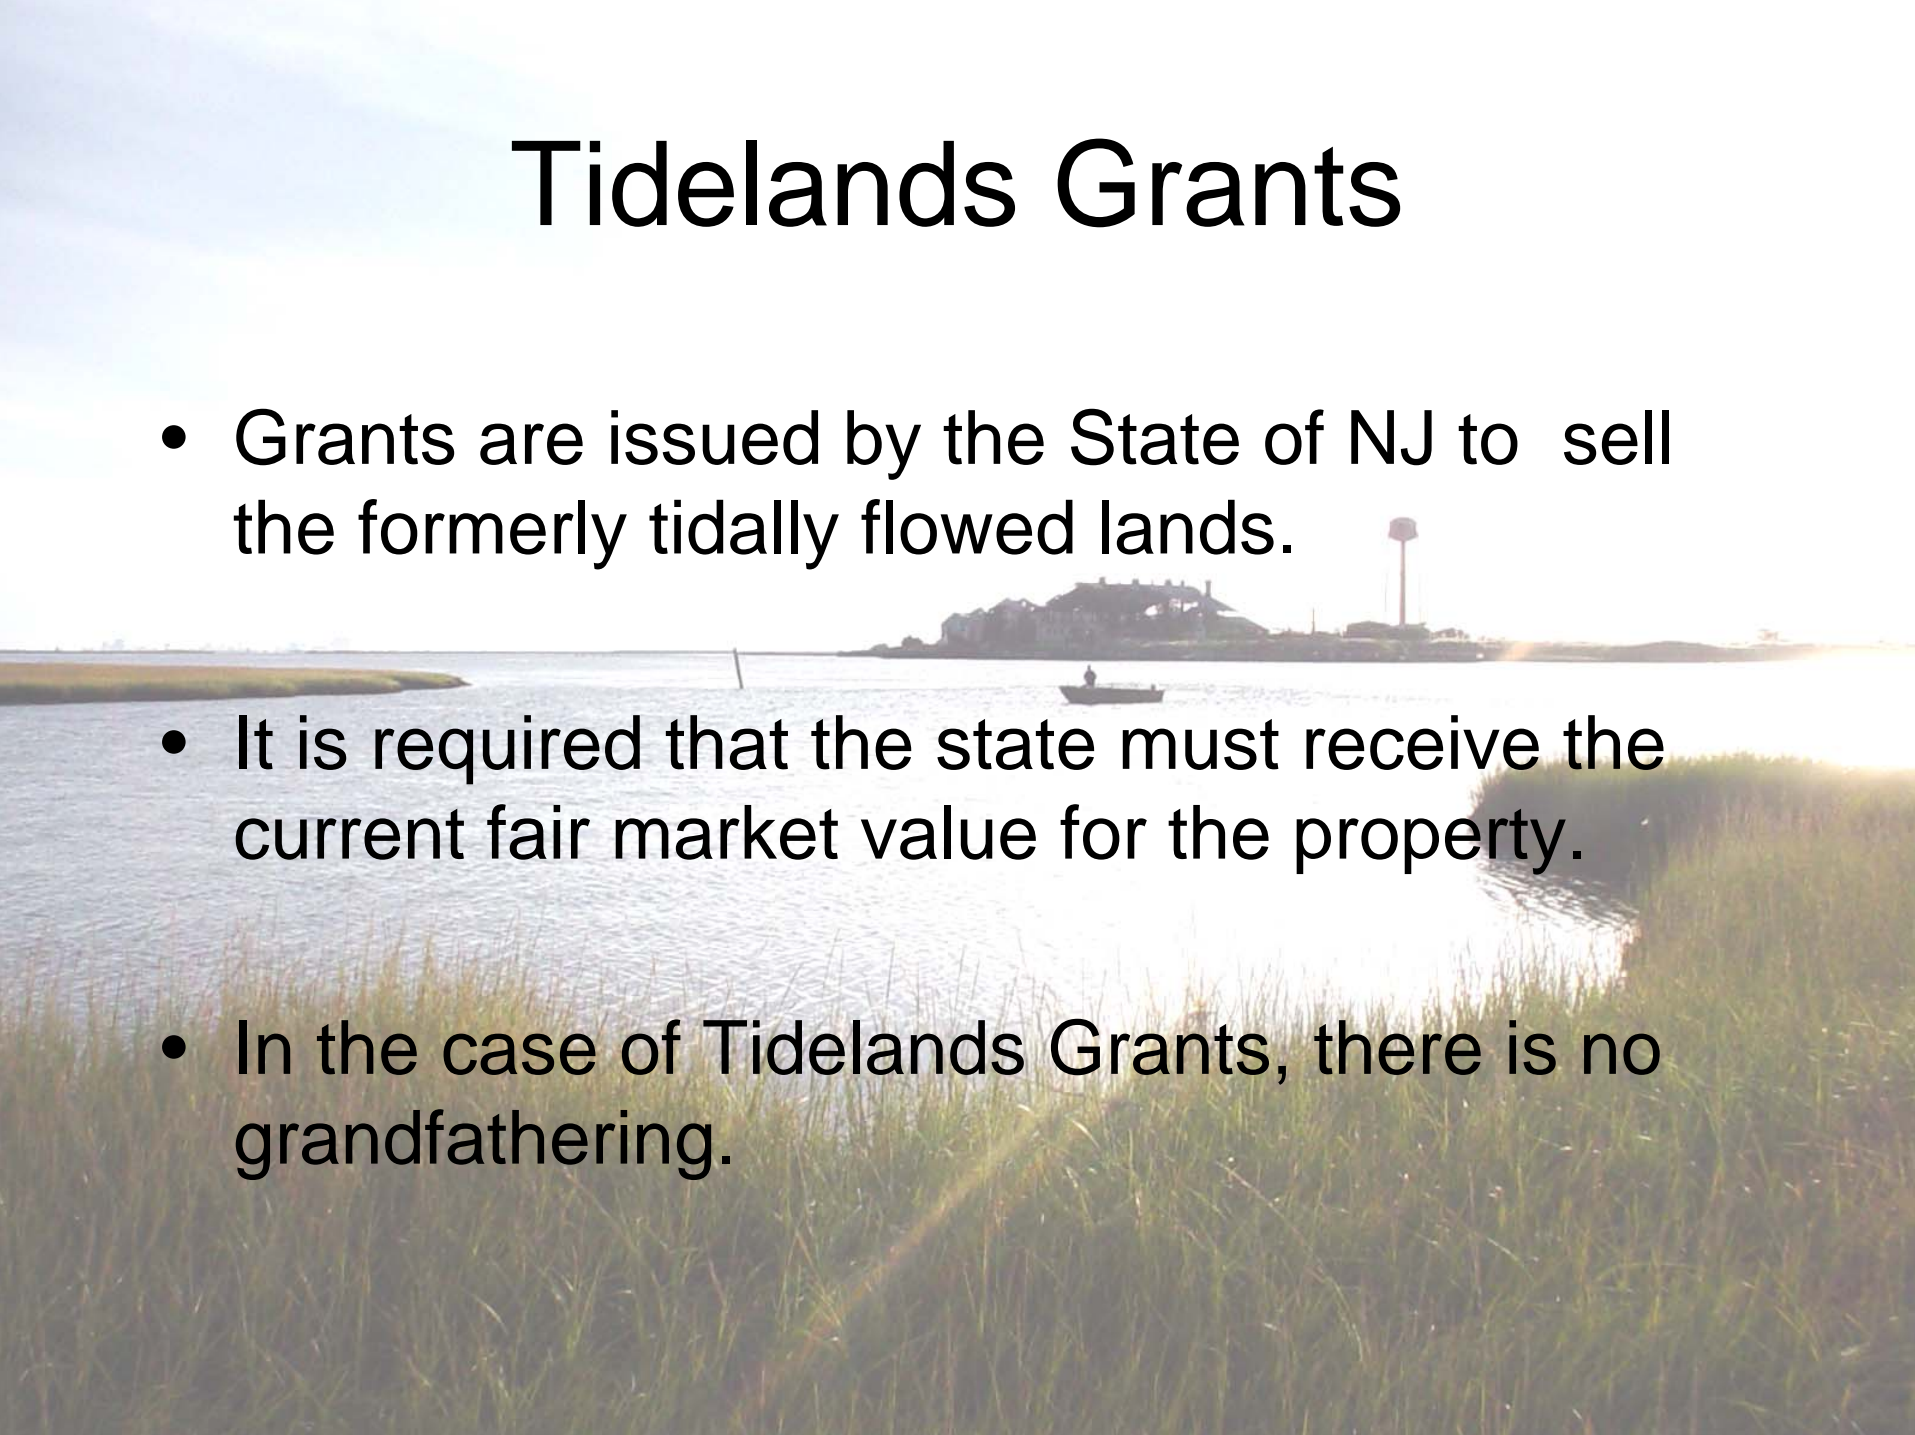 Tidelands Grants
• Grants are issued by the State of NJ to  sell
the formerly tidally flowed lands.
• It is required that the state must receive the
current fair market value for the property.
• In the case of Tidelands Grants, there is no
grandfathering.